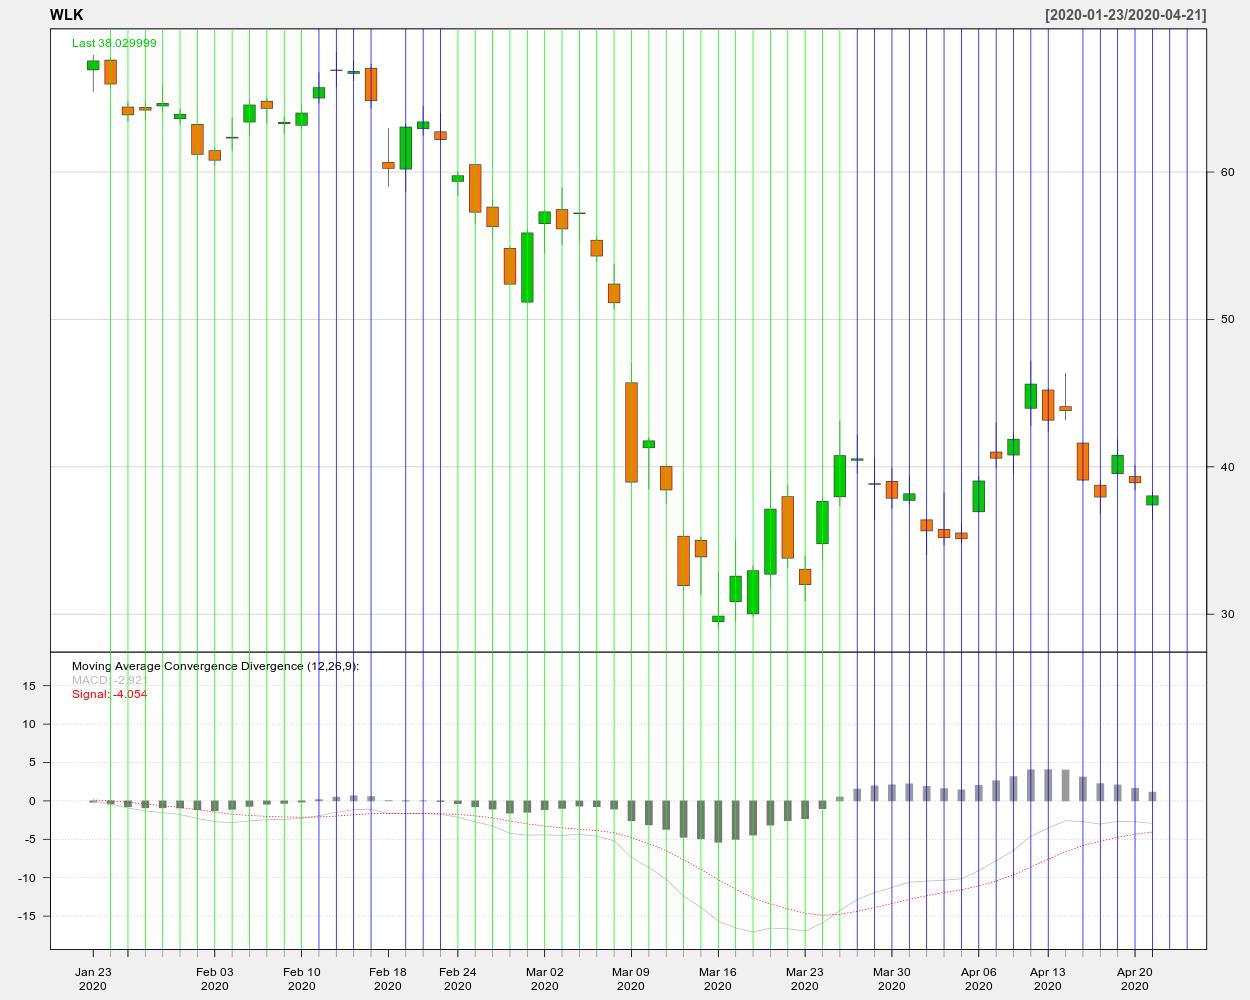 WLK
[2020-01-23/2020-04-21]
Last 38.029999
60
50
40
30
Moving Average Convergence Divergence (12,26,9):
MACD: -2.921
Signal: -4.054
15
10
5
0
-5
-10
-15
Jan 23 Feb 03 Feb 10 Feb 18 Feb 24 Mar 02 Mar 09 Mar 16 Mar 23 Mar 30 Apr 06 Apr 13 Apr 20
2020 2020 2020 2020 2020 2020 2020 2020 2020 2020 2020 2020 2020